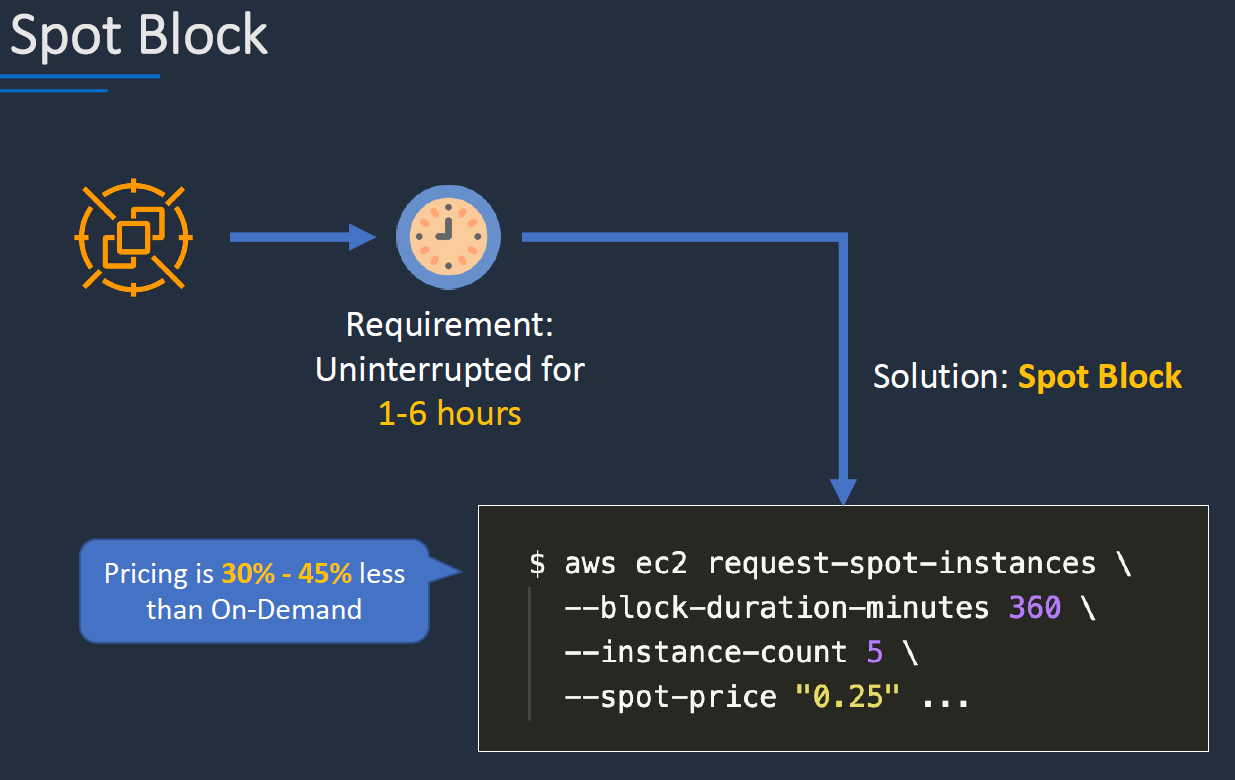 Spot Block
Requirement:
Uninterrupted for
1-6 hours
Solution: Spot Block
Pricing is 30% - 45% less
than On-Demand
$ aws ec2 request-spot-instances \
--block-duration-minutes 360 \
--instance-count 5 \
--spot-price "0.25" ...